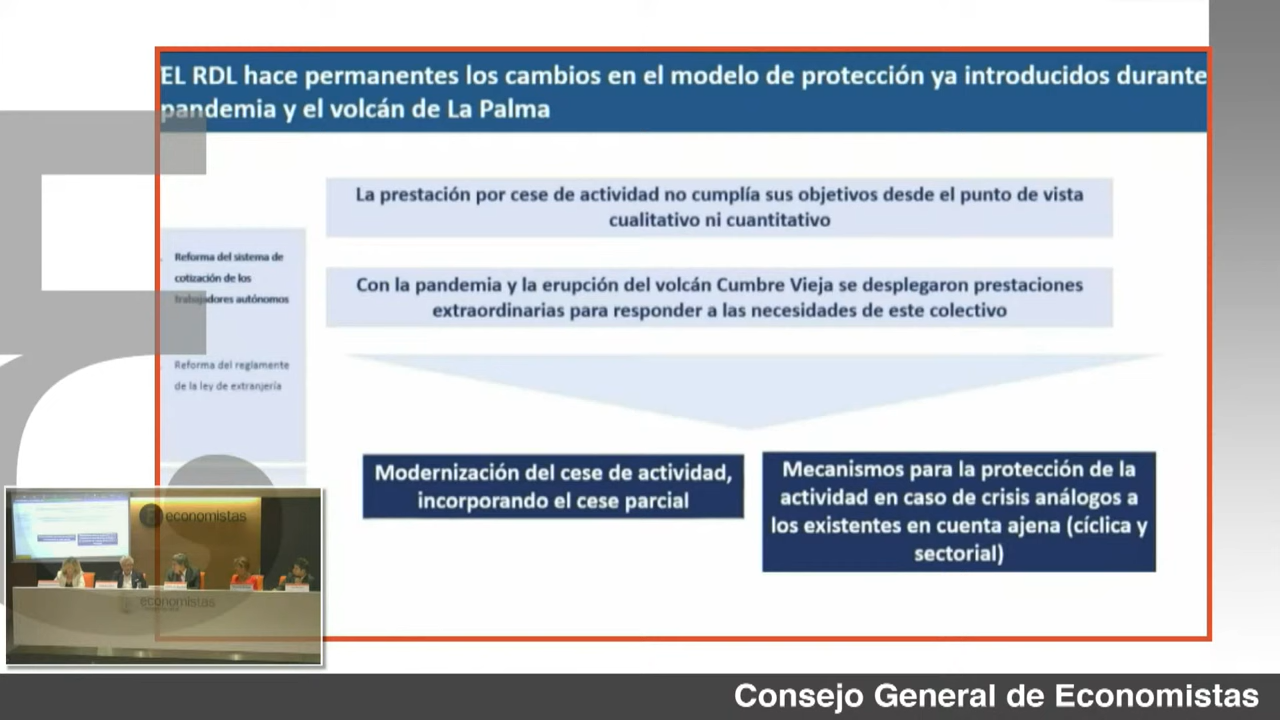 EL RDL hace permanentes los cambios en el modelo de protección ya introducidos durante
pandemia y el volcán de La Palma
La prestación por cese de actividad no cumplía sus objetivos desde el punto de vista
cualitativo ni cuantitativo
Reforma del sistema de
cotización de los
trabajadores autónomos
Con la pandemia y la erupción del volcán Cumbre Vieja se desplegaron prestaciones
extraordinarias para responder a las necesidades de este colectivo
Reforma del reglamente
de la ley de extranjería
Modernización del cese de actividad,
incorporando el cese parcial
Mecanismos para la protección de la
actividad en caso de crisis análogos a
los existentes en cuenta ajena (cíclica y
sectorial)
economistas
economistas
Consejo General de Economistas